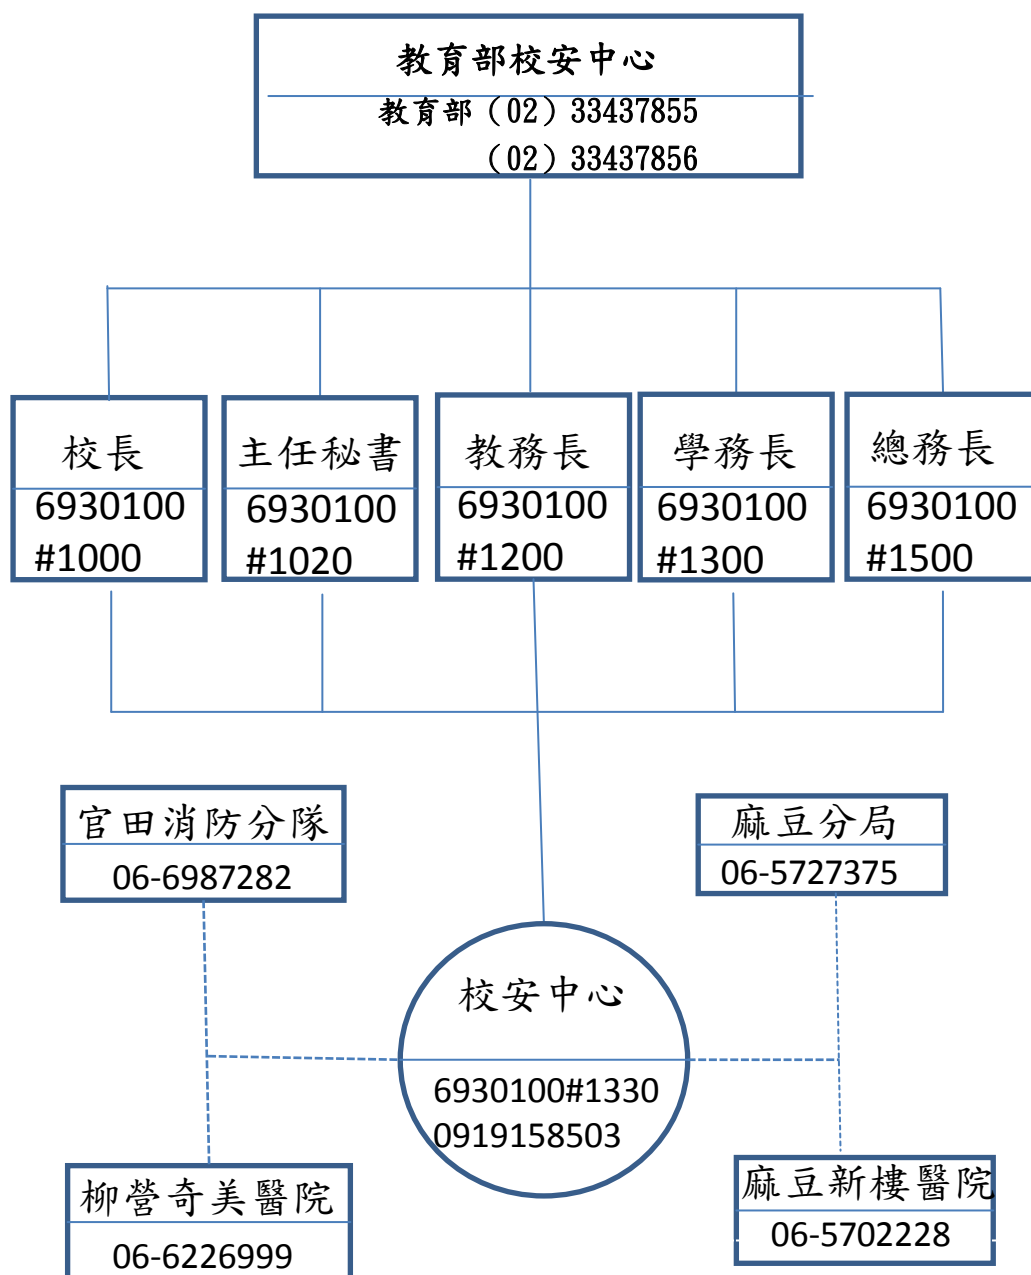 教育部校安中心
教育部（02）33437855
（02）33437856
校長
6930100
#1000
主任秘書
6930100
#1020
教務長
6930100
#1200
學務長
6930100
#1300
總務長
6930100
#1500
官田消防分隊
06-6987282
麻豆分局
06-5727375
校安中心
6930100#1330
0919158503
柳營奇美醫院
06-6226999
麻豆新樓醫院
06-5702228